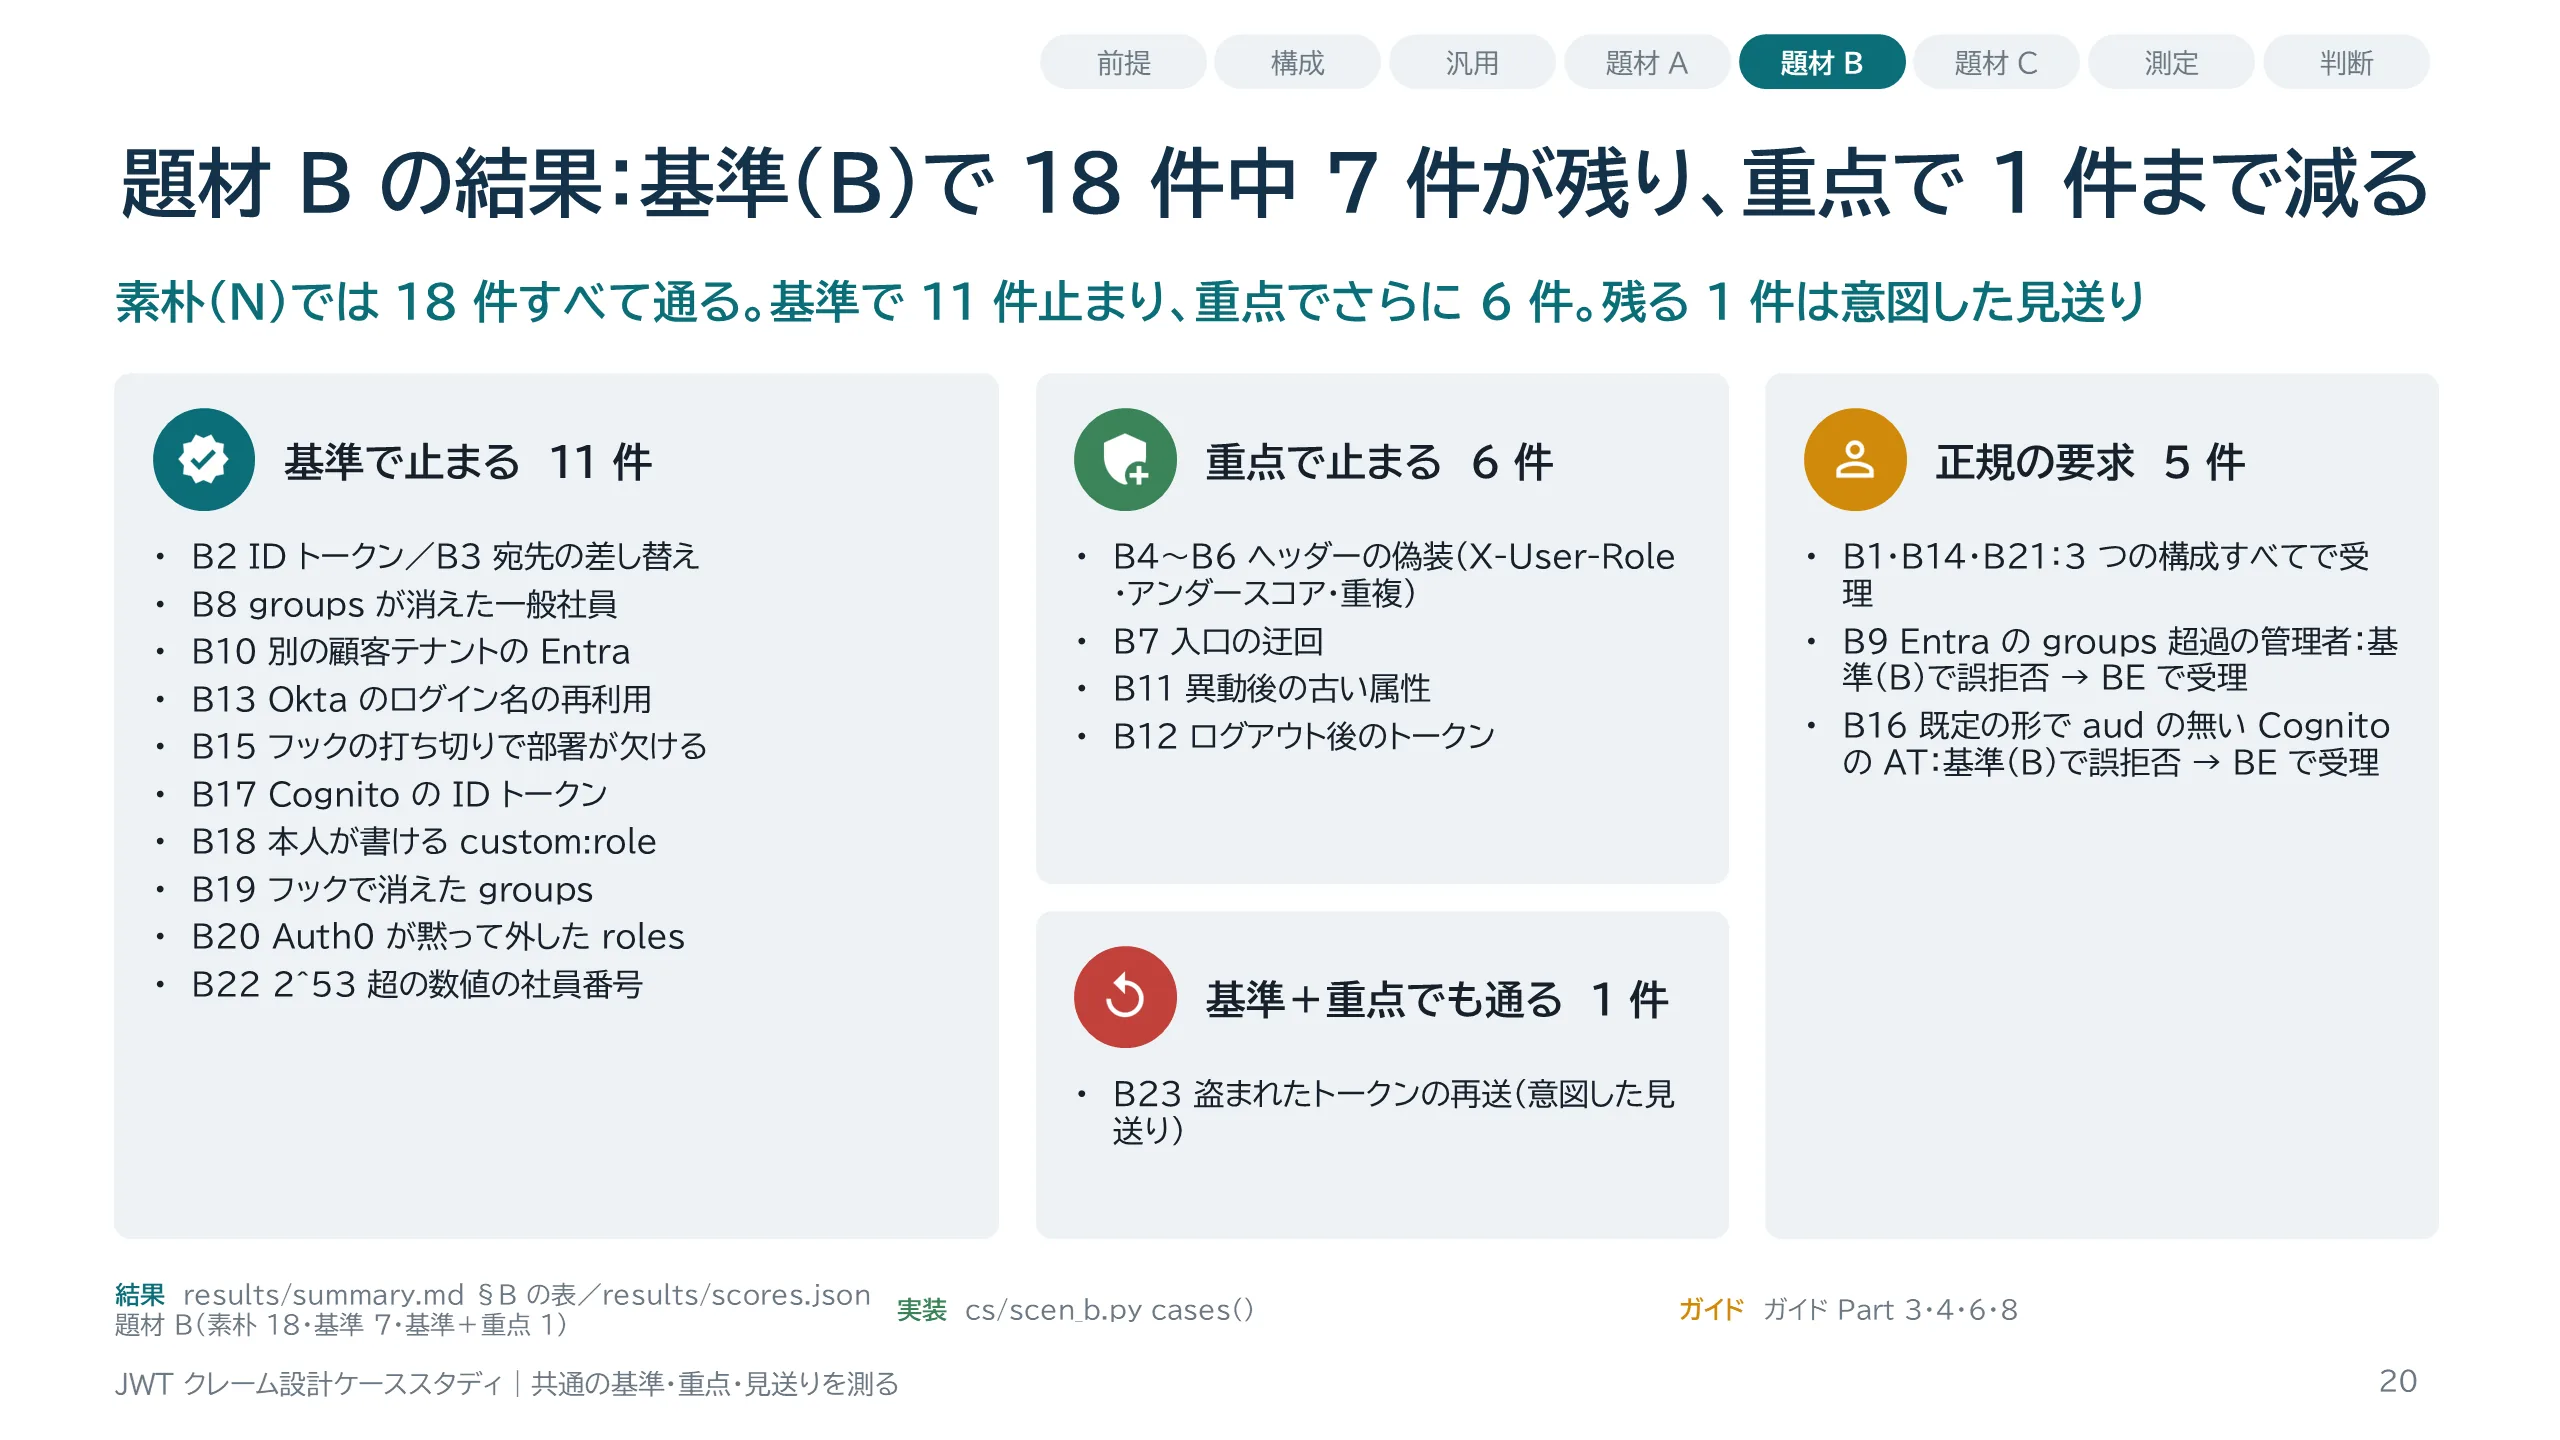 前提
構成
汎用
題材 A
題材 B
題材 C
測定
判断
題材 B の結果：基準（B）で 18 件中 7 件が残り、重点で 1 件まで減る
素朴（N）では 18 件すべて通る。基準で 11 件止まり、重点でさらに 6 件。残る 1 件は意図した見送り
基準で止まる 11 件
・ B2 ID トークン／B3 宛先の差し替え
・ B8 groups が消えた一般社員
・ B10 別の顧客テナントの Entra
・ B13 Okta のログイン名の再利用
・ B15 フックの打ち切りで部署が欠ける
・ B17 Cognito の ID トークン
・ B18 本人が書ける custom:role
・ B19 フックで消えた groups
・ B20 Auth0 が黙って外した roles
・ B22 2^53 超の数値の社員番号
重点で止まる 6 件
・ B4～B6 ヘッダーの偽装（X-User-Role
・アンダースコア・重複）
・ B7 入口の迂回
・ B11 異動後の古い属性
・ B12 ログアウト後のトークン
基準＋重点でも通る 1 件
・ B23 盗まれたトークンの再送（意図した見
送り）
正規の要求 5 件
・ B1・B14・B21：3 つの構成すべてで受
理
・ B9 Entra の groups 超過の管理者：基
準（B）で誤拒否 → BE で受理
・ B16 既定の形で aud の無い Cognito
の AT：基準（B）で誤拒否 → BE で受理
結果 results/summary.md §B の表／results/scores.json
題材 B（素朴 18・基準 7・基準＋重点 1）
実装 cs/scen_b.py cases()
ガイド ガイド Part 3・4・6・8
JWT クレーム設計ケーススタディ｜共通の基準・重点・見送りを測る
20